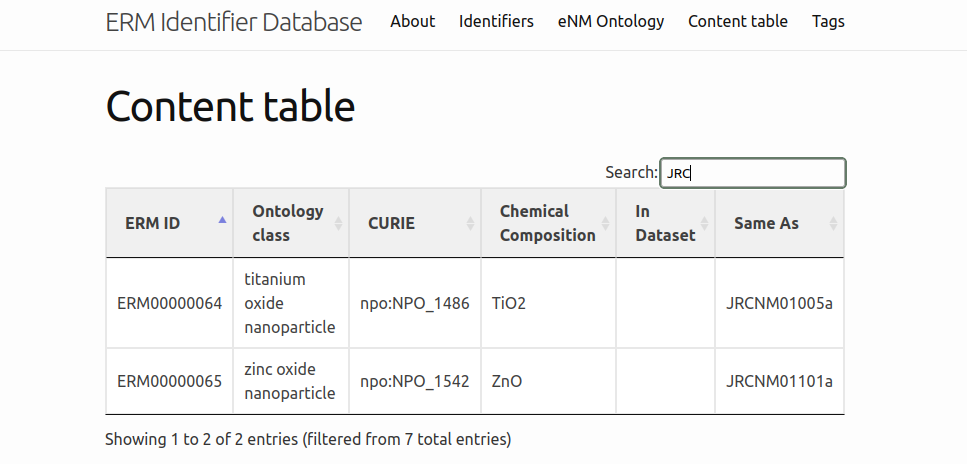 ERM Identifier Database About Identifiers eNM Ontology Content table Tags
Content table
Search: JRC
ERM ID Ontology class CURIE Chemical Composition In Dataset Same As
ERM00000064 titanium oxide nanoparticle npo:NPO_1486 TiO2 JRCNM01005a
ERM00000065 zinc oxide nanoparticle npo:NPO_1542 ZnO JRCNM01101a
Showing 1 to 2 of 2 entries (filtered from 7 total entries)